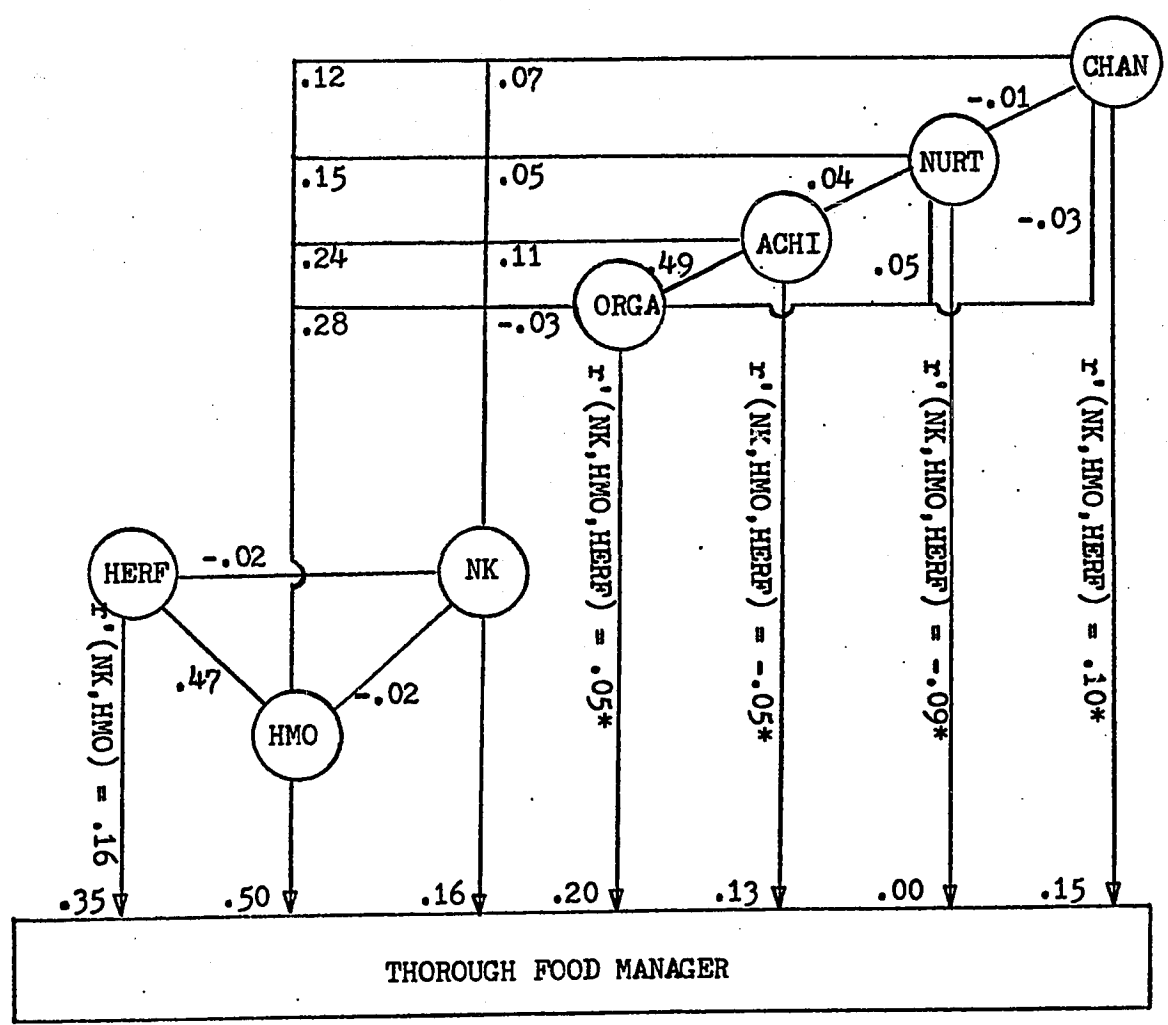 CHAN
.12 .07
-.01
NURT
.15 .05
.04
-.03
ACHI
.24 .11
.49
.05
ORGA
.28 -.03
r'(NK,HMO,HERF) = .05*
r'(NK,HMO,HERF) = -.05*
r'(NK,HMO,HERF) = -.09*
r'(NK,HMO,HERF) = .10*
HERF
-.02
NK
.47
-.02
HMO
r'(NK,HMO) = .16
.35 .50 .16 .20 .13 .00 .15
THOROUGH FOOD MANAGER